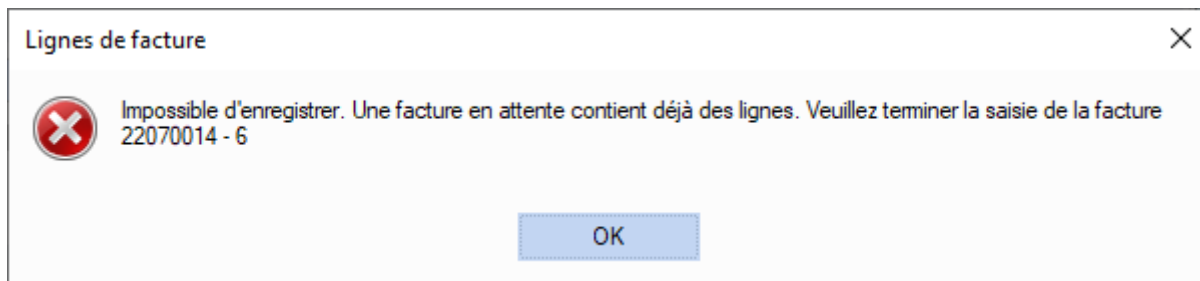 Lignes de facture
Impossible d'enregistrer. Une facture en attente contient déjà des lignes. Veuillez terminer la saisie de la facture
22070014 - 6
OK